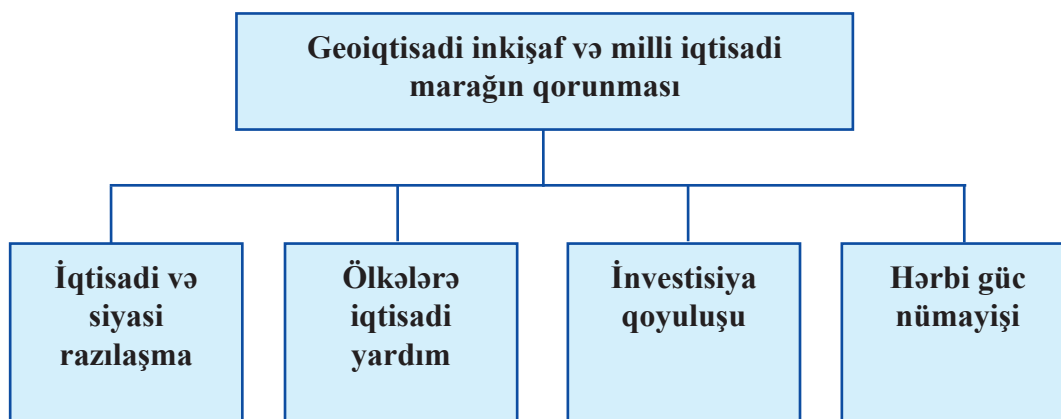 Geoiqtisadi inkişaf və milli iqtisadi
marağın qorunması
İqtisadi və
siyasi
razılaşma
Ölkələrə
iqtisadi
yardım
İnvestisiya
qoyuluşu
Hərbi güc
nümayişi